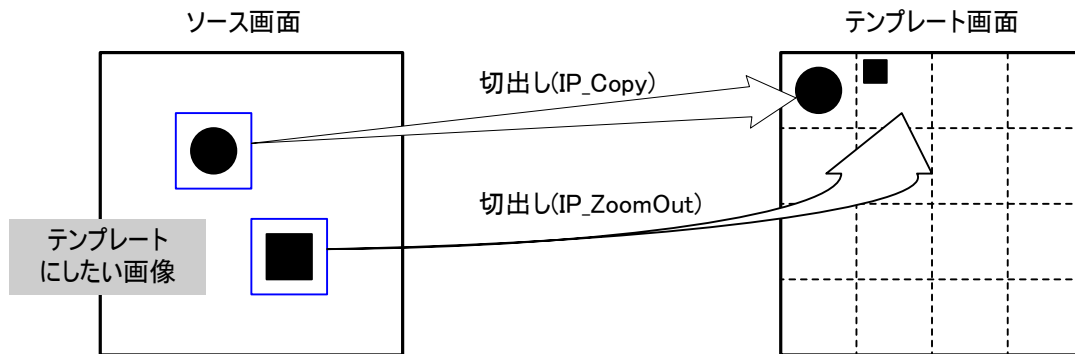 ソース画面
テンプレート画面
切出し(IP_Copy)
切出し(IP_ZoomOut)
テンプレート
にしたい画像